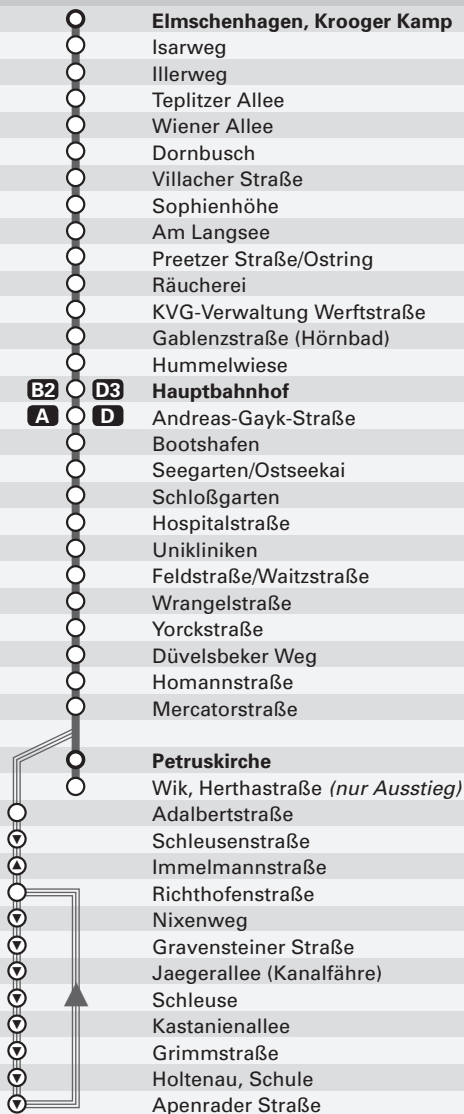 Elmschenhagen, Krooger Kamp
Isarweg
Illerweg
Teplitzer Allee
Wiener Allee
Dornbusch
Villacher Straße
Sophienhöhe
Am Langsee
Preetzer Straße/Ostring
Räucherei
KVG-Verwaltung Werftstraße
Gablenzstraße (Hörnbad)
Hummelwiese
B2 D3 Hauptbahnhof
A D Andreas-Gayk-Straße
Bootshafen
Seegarten/Ostseekai
Schloßgarten
Hospitalstraße
Unikliniken
Feldstraße/Waitzstraße
Wrangelstraße
Yorckstraße
Düvelsbeker Weg
Homannstraße
Mercatorstraße
Petruskirche
Wik, Herthastraße (nur Ausstieg)
Adalbertstraße
Schleusenstraße
Immelmannstraße
Richthofenstraße
Nixenweg
Gravensteiner Straße
Jaegerallee (Kanalfähre)
Schleuse
Kastanienallee
Grimmstraße
Holtenau, Schule
Apenrader Straße